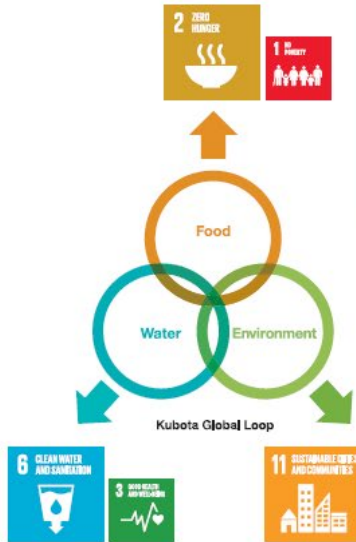 2 ZERO
HUNGER
1 NO
POVERTY
Food
Water
Environment
Kubota Global Loop
6 CLEAN WATER
AND SANITATION
3 GOOD HEALTH
AND WELL-BEING
11 SUSTAINABLE CITIES
AND COMMUNITIES